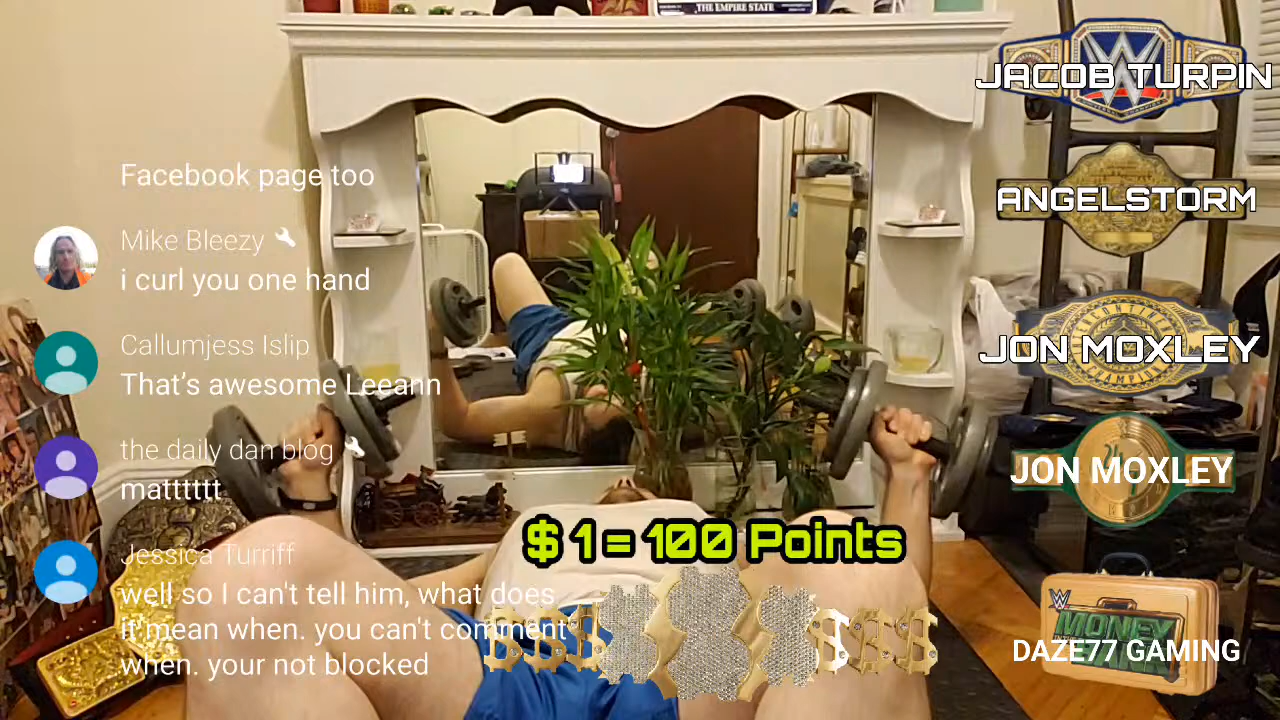 THE EMPIRE STATE
JACOB TURPIN
ANGELSTORM
JON MOXLEY
JON MOXLEY
MONEY
DAZE77 GAMING
Facebook page too
Mike Bleezy
i curl you one hand
Callumjess Islip
That's awesome Leeann
the daily dan blog
matttttt
Jessica Turriff
well so I can't tell him, what does
it mean when. you can't comment
when. your not blocked
$ 1 = 100 Points